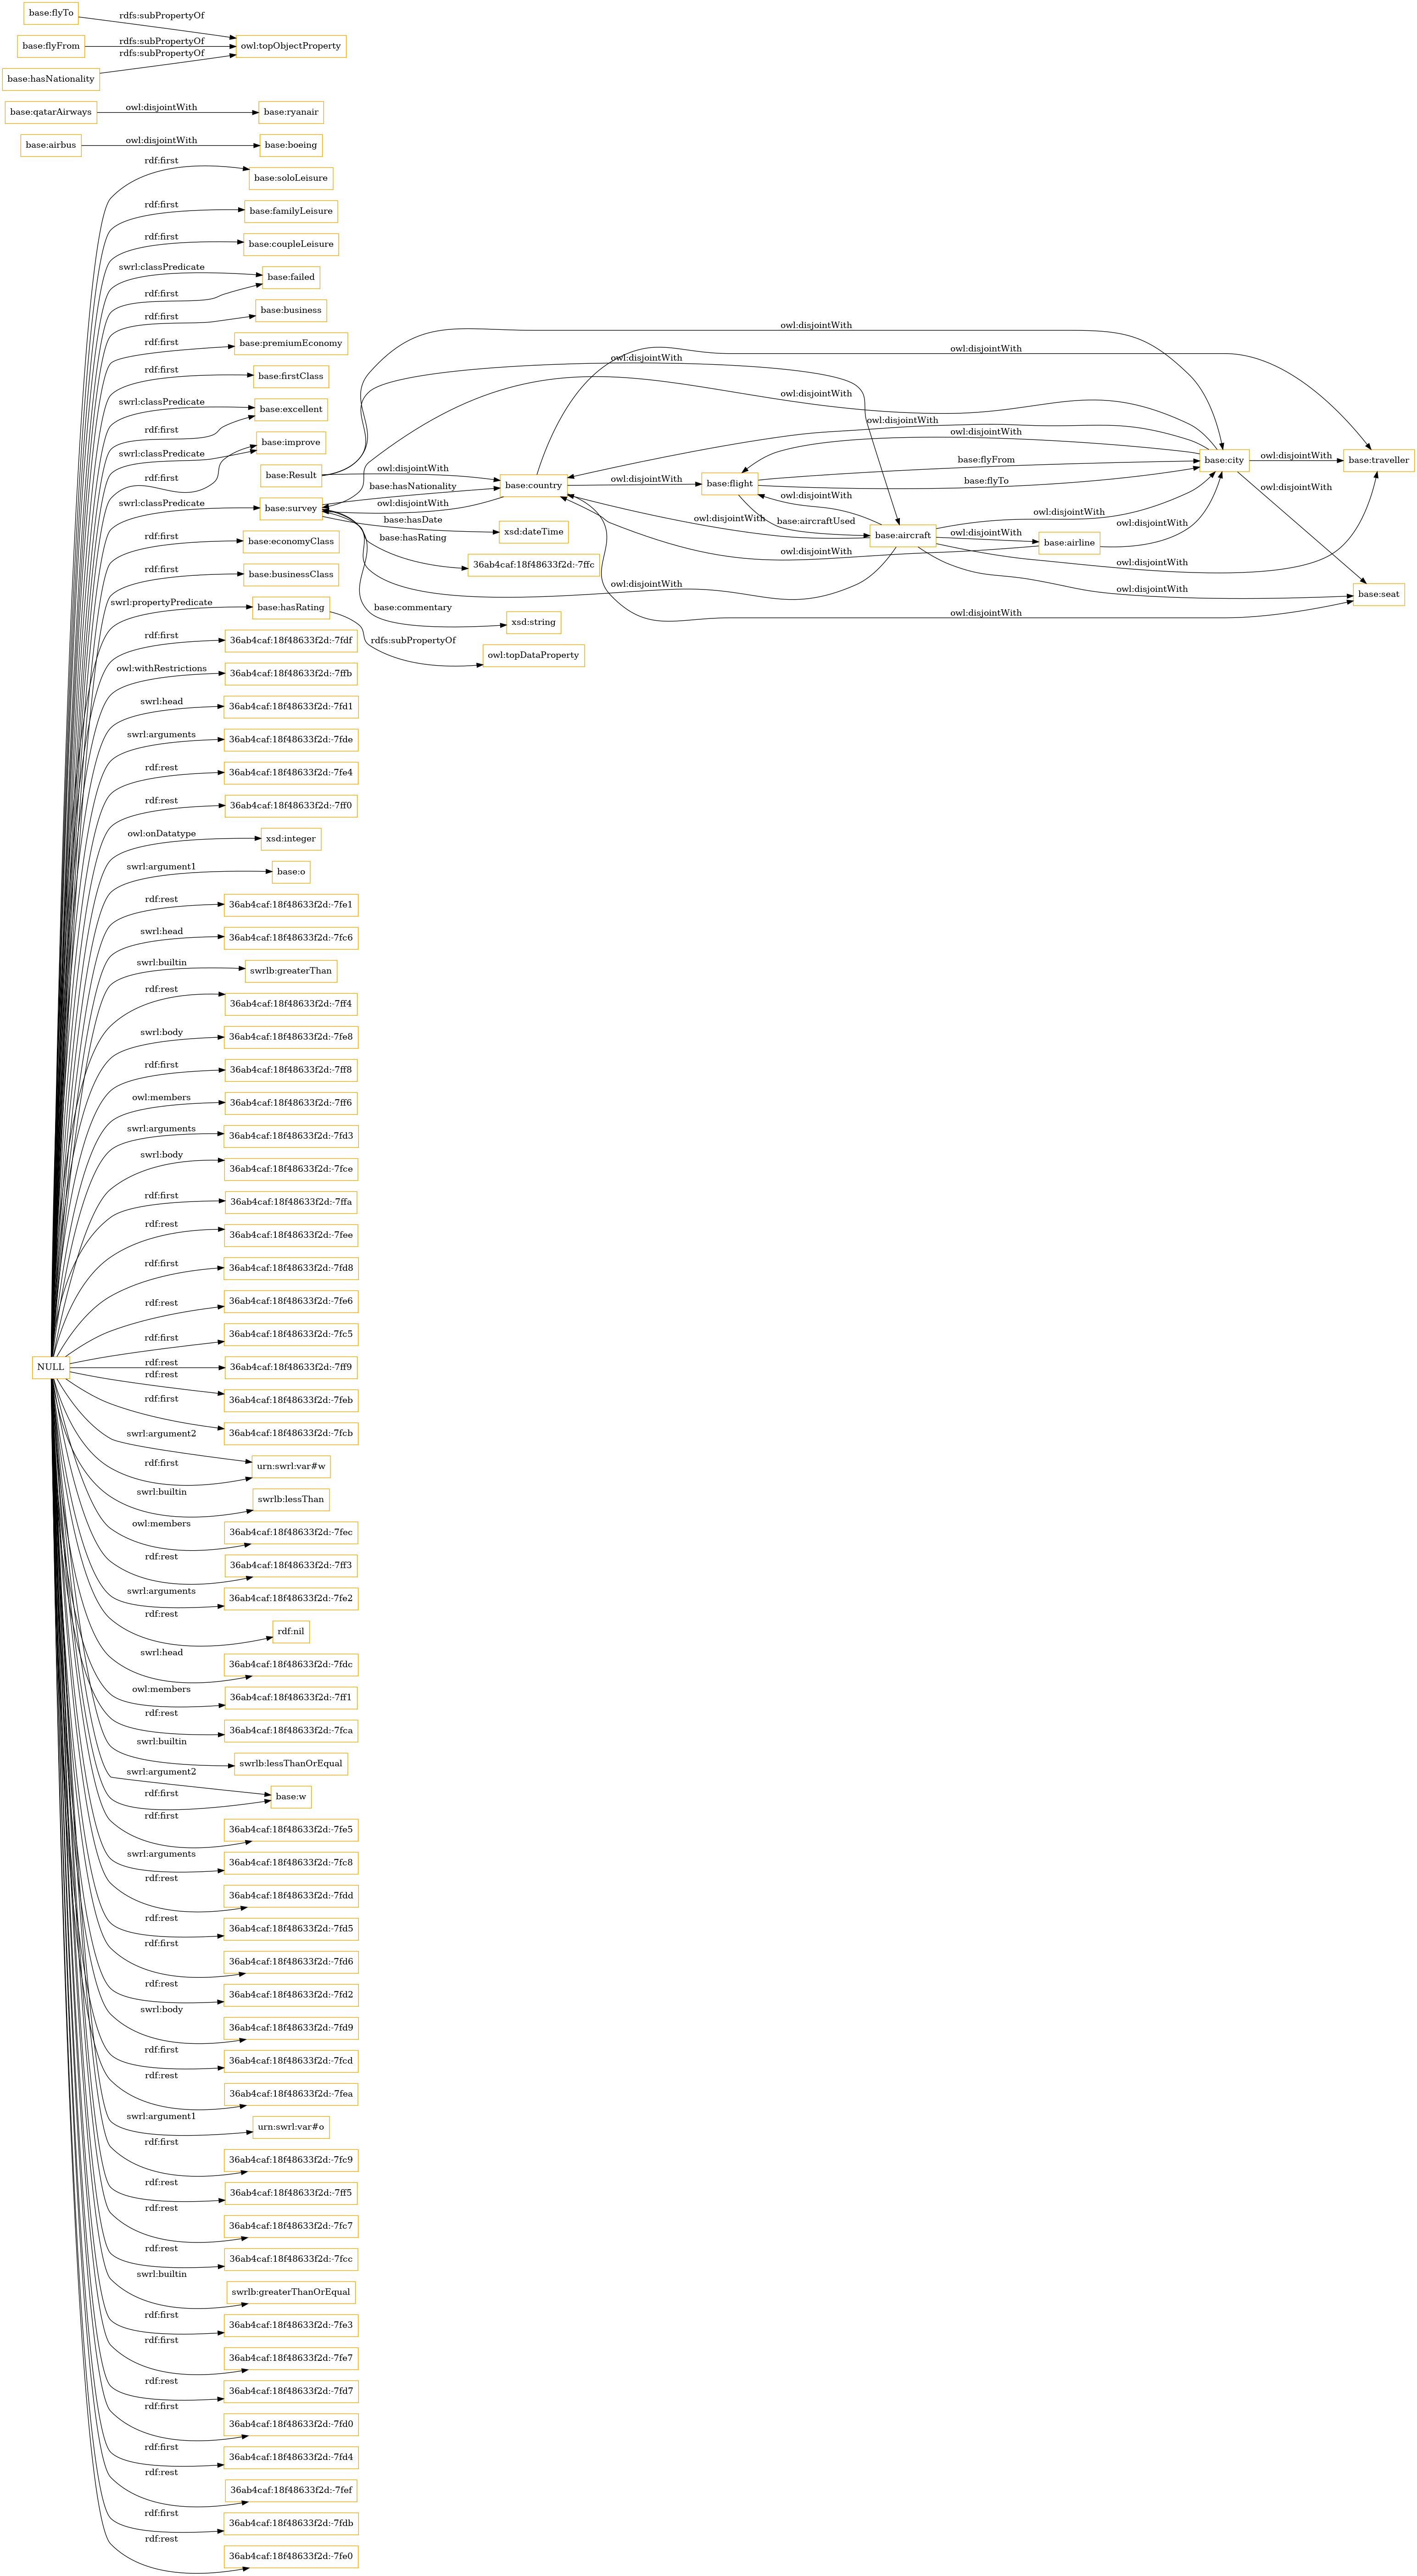 base:flyTo
rdfs:subPropertyOf
base:flyFrom
rdfs:subPropertyOf
owl:topObjectProperty
rdfs:subPropertyOf
base:hasNationality
base:qatarAirways
owl:disjointWith
base:ryanair
base:airbus
owl:disjointWith
base:boeing
rdf:first
base:soloLeisure
rdf:first
base:familyLeisure
rdf:first
base:coupleLeisure
swrl:classPredicate
base:failed
rdf:first
rdf:first
base:business
rdf:first
base:premiumEconomy
rdf:first
base:firstClass
swrl:classPredicate
base:excellent
rdf:first
base:improve
swrl:classPredicate
rdf:first
base:Result
swrl:classPredicate
base:survey
rdf:first
base:economyClass
rdf:first
base:businessClass
swrl:propertyPredicate
base:hasRating
owl:disjointWith
owl:disjointWith
owl:disjointWith
owl:disjointWith
owl:disjointWith
owl:disjointWith
owl:disjointWith
base:hasNationality
owl:disjointWith
base:hasDate
base:hasRating
base:country
xsd:dateTime
36ab4caf:18f48633f2d:-7ffc
owl:disjointWith
base:commentary
xsd:string
rdfs:subPropertyOf
owl:topDataProperty
owl:disjointWith
base:flight
base:flyFrom
base:flyTo
owl:disjointWith
owl:disjointWith
base:aircraftUsed
owl:disjointWith
base:aircraft
owl:disjointWith
owl:disjointWith
base:airline
owl:disjointWith
owl:disjointWith
owl:disjointWith
owl:disjointWith
base:city
owl:disjointWith
base:traveller
owl:disjointWith
base:seat
rdf:first
36ab4caf:18f48633f2d:-7fdf
owl:withRestrictions
36ab4caf:18f48633f2d:-7ffb
swrl:head
36ab4caf:18f48633f2d:-7fd1
swrl:arguments
36ab4caf:18f48633f2d:-7fde
rdf:rest
36ab4caf:18f48633f2d:-7fe4
rdf:rest
36ab4caf:18f48633f2d:-7ff0
owl:onDatatype
xsd:integer
swrl:argument1
base:o
rdf:rest
36ab4caf:18f48633f2d:-7fe1
swrl:head
36ab4caf:18f48633f2d:-7fc6
swrl:builtin
swrlb:greaterThan
rdf:rest
36ab4caf:18f48633f2d:-7ff4
swrl:body
36ab4caf:18f48633f2d:-7fe8
rdf:first
36ab4caf:18f48633f2d:-7ff8
owl:members
36ab4caf:18f48633f2d:-7ff6
swrl:arguments
36ab4caf:18f48633f2d:-7fd3
swrl:body
36ab4caf:18f48633f2d:-7fce
rdf:first
36ab4caf:18f48633f2d:-7ffa
rdf:rest
36ab4caf:18f48633f2d:-7fee
rdf:first
36ab4caf:18f48633f2d:-7fd8
rdf:rest
36ab4caf:18f48633f2d:-7fe6
rdf:first
36ab4caf:18f48633f2d:-7fc5
NULL
rdf:rest
36ab4caf:18f48633f2d:-7ff9
rdf:rest
36ab4caf:18f48633f2d:-7feb
rdf:first
36ab4caf:18f48633f2d:-7fcb
swrl:argument2
urn:swrl:var#w
rdf:first
swrl:builtin
swrlb:lessThan
owl:members
36ab4caf:18f48633f2d:-7fec
rdf:rest
36ab4caf:18f48633f2d:-7ff3
swrl:arguments
36ab4caf:18f48633f2d:-7fe2
rdf:rest
rdf:nil
swrl:head
36ab4caf:18f48633f2d:-7fdc
owl:members
36ab4caf:18f48633f2d:-7ff1
rdf:rest
36ab4caf:18f48633f2d:-7fca
swrl:builtin
swrlb:lessThanOrEqual
swrl:argument2
base:w
rdf:first
rdf:first
36ab4caf:18f48633f2d:-7fe5
swrl:arguments
36ab4caf:18f48633f2d:-7fc8
rdf:rest
36ab4caf:18f48633f2d:-7fdd
rdf:rest
36ab4caf:18f48633f2d:-7fd5
rdf:first
36ab4caf:18f48633f2d:-7fd6
rdf:rest
36ab4caf:18f48633f2d:-7fd2
swrl:body
36ab4caf:18f48633f2d:-7fd9
rdf:first
36ab4caf:18f48633f2d:-7fcd
rdf:rest
36ab4caf:18f48633f2d:-7fea
swrl:argument1
urn:swrl:var#o
rdf:first
36ab4caf:18f48633f2d:-7fc9
rdf:rest
36ab4caf:18f48633f2d:-7ff5
rdf:rest
36ab4caf:18f48633f2d:-7fc7
rdf:rest
36ab4caf:18f48633f2d:-7fcc
swrl:builtin
swrlb:greaterThanOrEqual
rdf:first
36ab4caf:18f48633f2d:-7fe3
rdf:first
36ab4caf:18f48633f2d:-7fe7
rdf:rest
36ab4caf:18f48633f2d:-7fd7
rdf:first
36ab4caf:18f48633f2d:-7fd0
rdf:first
36ab4caf:18f48633f2d:-7fd4
rdf:rest
36ab4caf:18f48633f2d:-7fef
rdf:first
36ab4caf:18f48633f2d:-7fdb
rdf:rest
36ab4caf:18f48633f2d:-7fe0